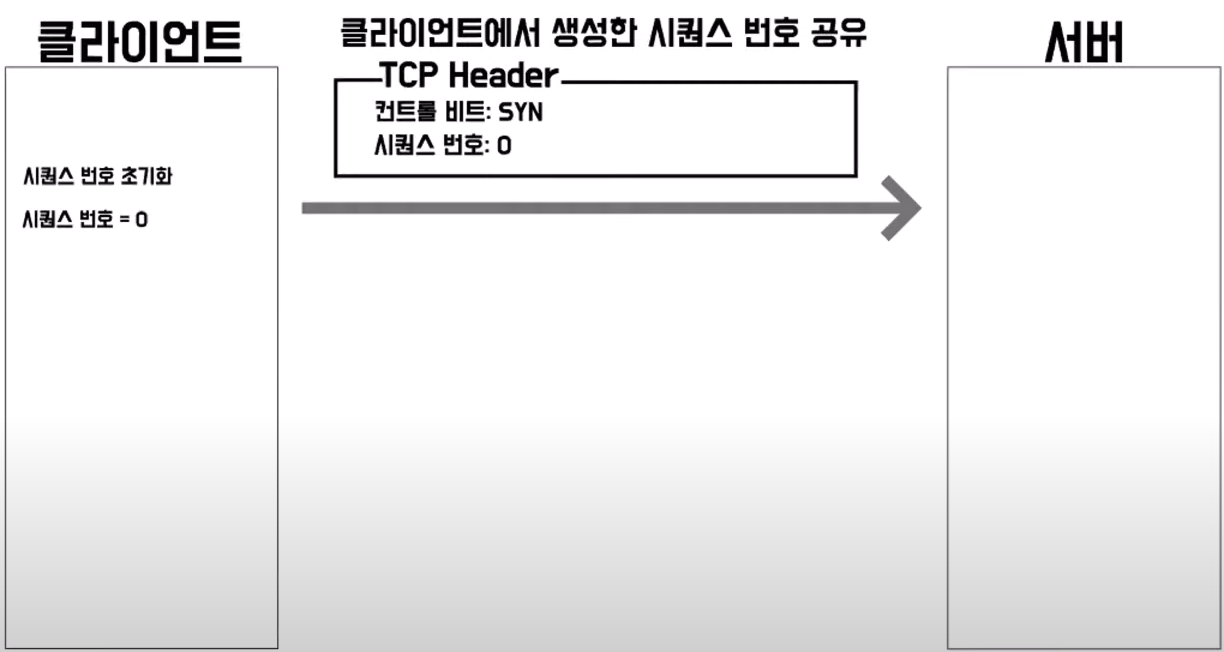 클라이언트
클라이언트에서 생성한 시퀀스 번호 공유
서버
TCP Header
컨트롤 비트: SYN
시퀀스 번호: 0
시퀀스 번호 초기화
시퀀스 번호 = 0